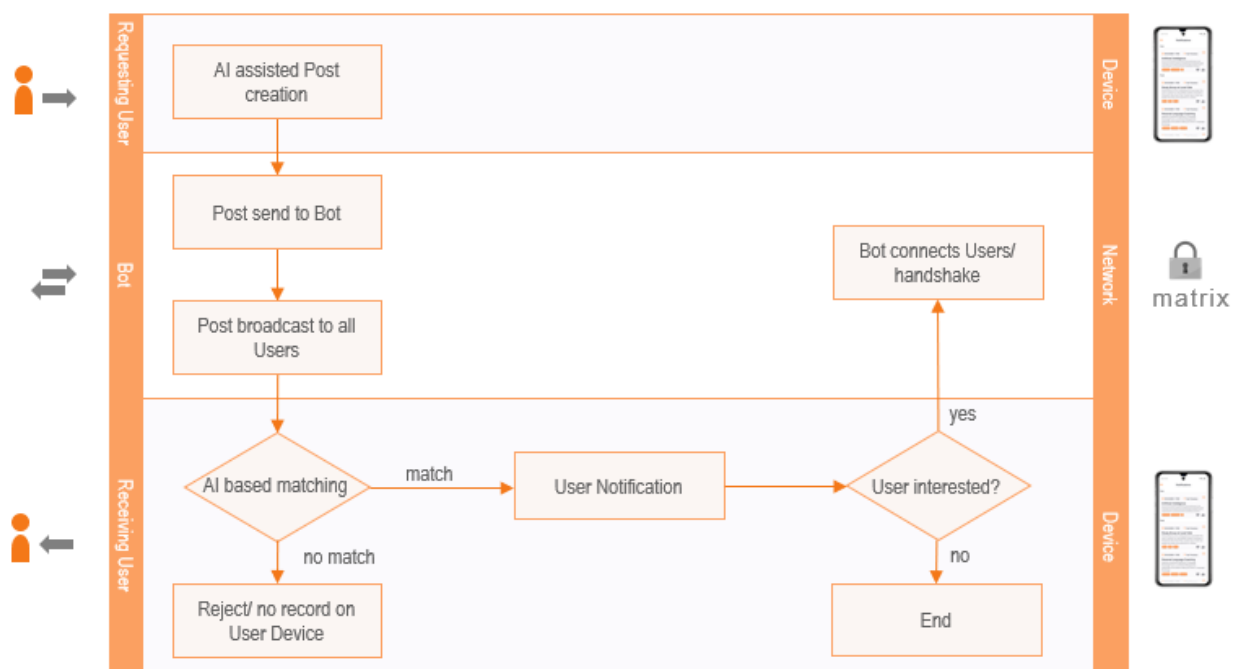 Requesting User
AI assisted Post
creation
Device
Post send to Bot
Bot
Post broadcast to all
Users
Bot connects Users/
handshake
Network
matrix
Receiving User
AI based matching
match
User Notification
User interested?
yes
no match
no
Reject/ no record on
User Device
End
Device